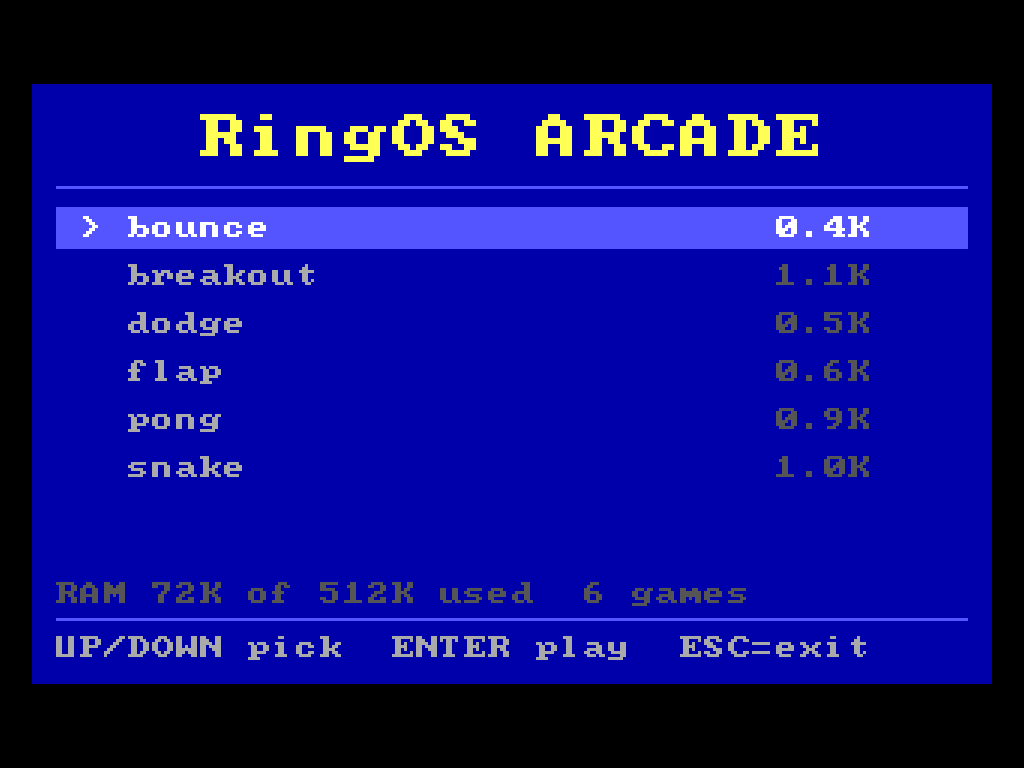 RingOS ARCADE
> bounce 0.4K
breakout 1.1K
dodge 0.5K
flap 0.6K
pong 0.9K
snake 1.0K
RAM 72K of 512K used  6 games
UP/DOWN pick  ENTER play  ESC=exit